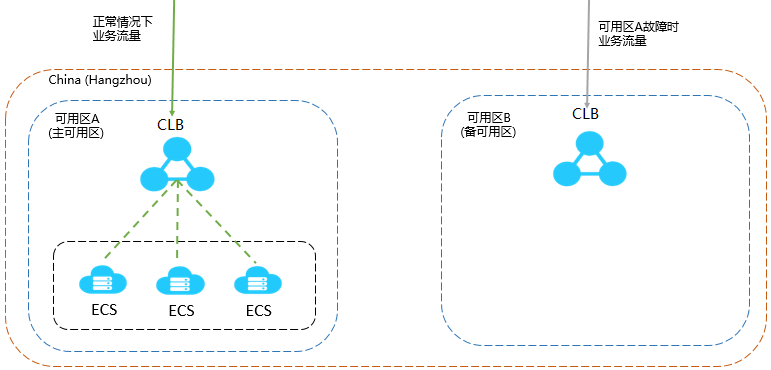 正常情况下
业务流量
可用区A故障时
业务流量
China (Hangzhou)
可用区A
(主可用区)
CLB
可用区B
(备可用区)
CLB
ECS
ECS
ECS